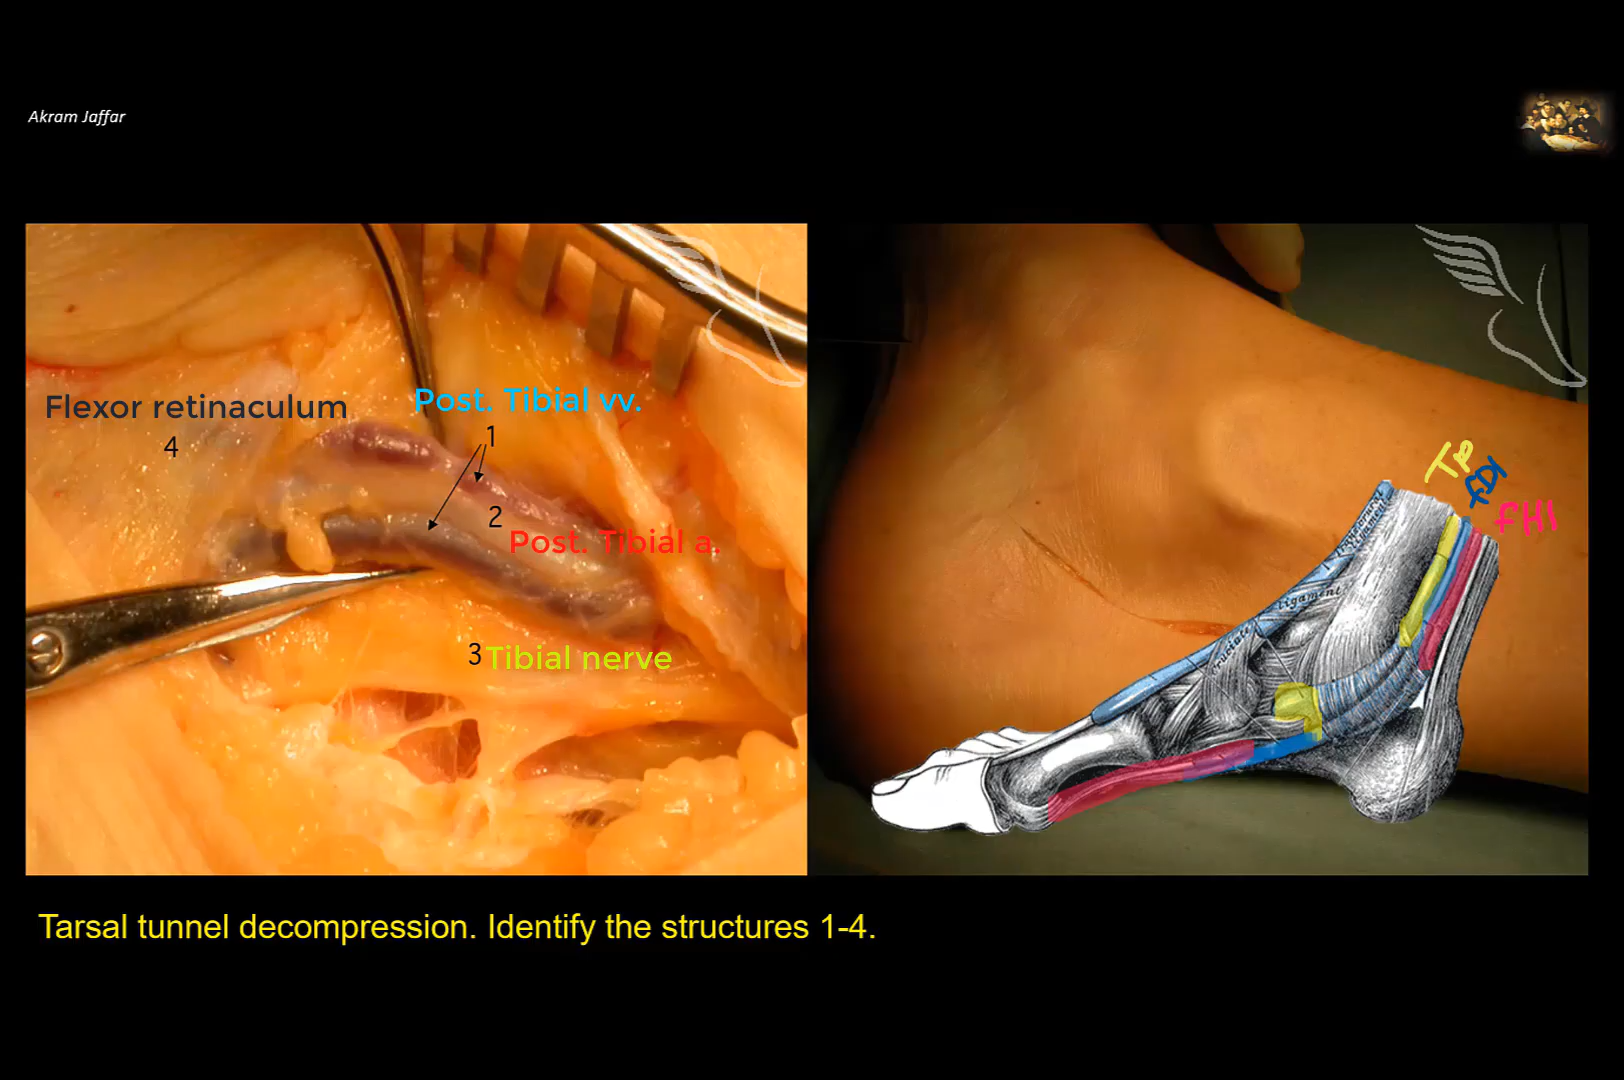 Akram Jaffar
Flexor retinaculum
4
Post. Tibial vv.
1
2
Post. Tibial a.
3 Tibial nerve
TP
FHl
ligament
Tarsal tunnel decompression. Identify the structures 1-4.